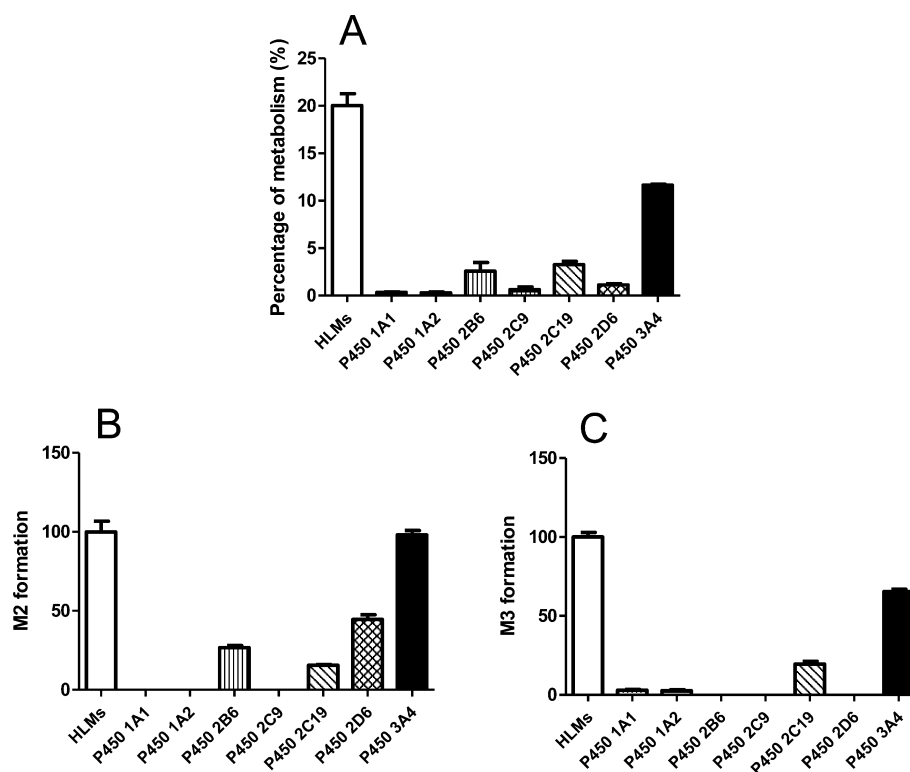 A
Percentage of metabolism (%)
25
20
15
10
5
0
HLMs
P450 1A1
P450 1A2
P450 2B6
P450 2C9
P450 2C19
P450 2D6
P450 3A4
B
M2 formation
150
100
50
0
HLMs
P450 1A1
P450 1A2
P450 2B6
P450 2C9
P450 2C19
P450 2D6
P450 3A4
C
M3 formation
150
100
50
0
HLMs
P450 1A1
P450 1A2
P450 2B6
P450 2C9
P450 2C19
P450 2D6
P450 3A4